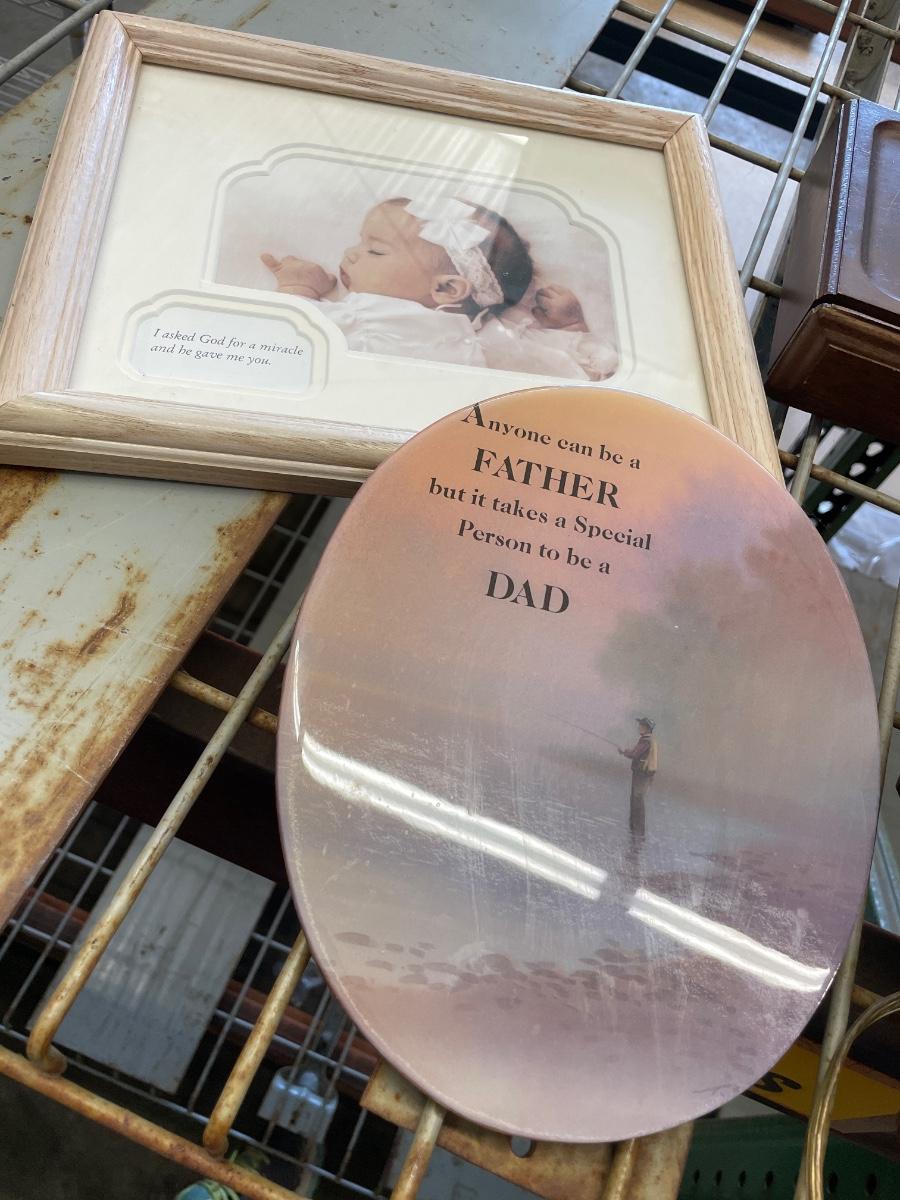 I asked God for a miracle
and he gave me you.
Anyone can be a
FATHER
but it takes a Special
Person to be a
DAD